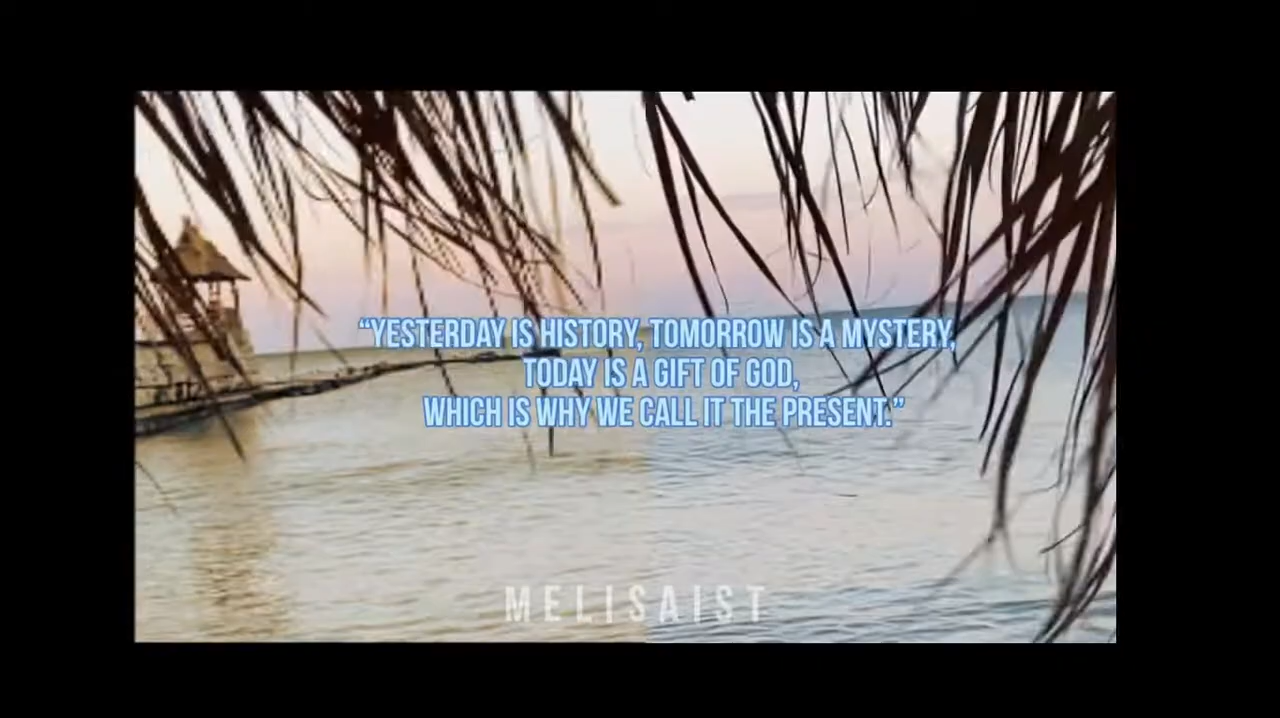 “YESTERDAY IS HISTORY, TOMORROW IS A MYSTERY,
TODAY IS A GIFT OF GOD,
WHICH IS WHY WE CALL IT THE PRESENT.”
MELISAIST